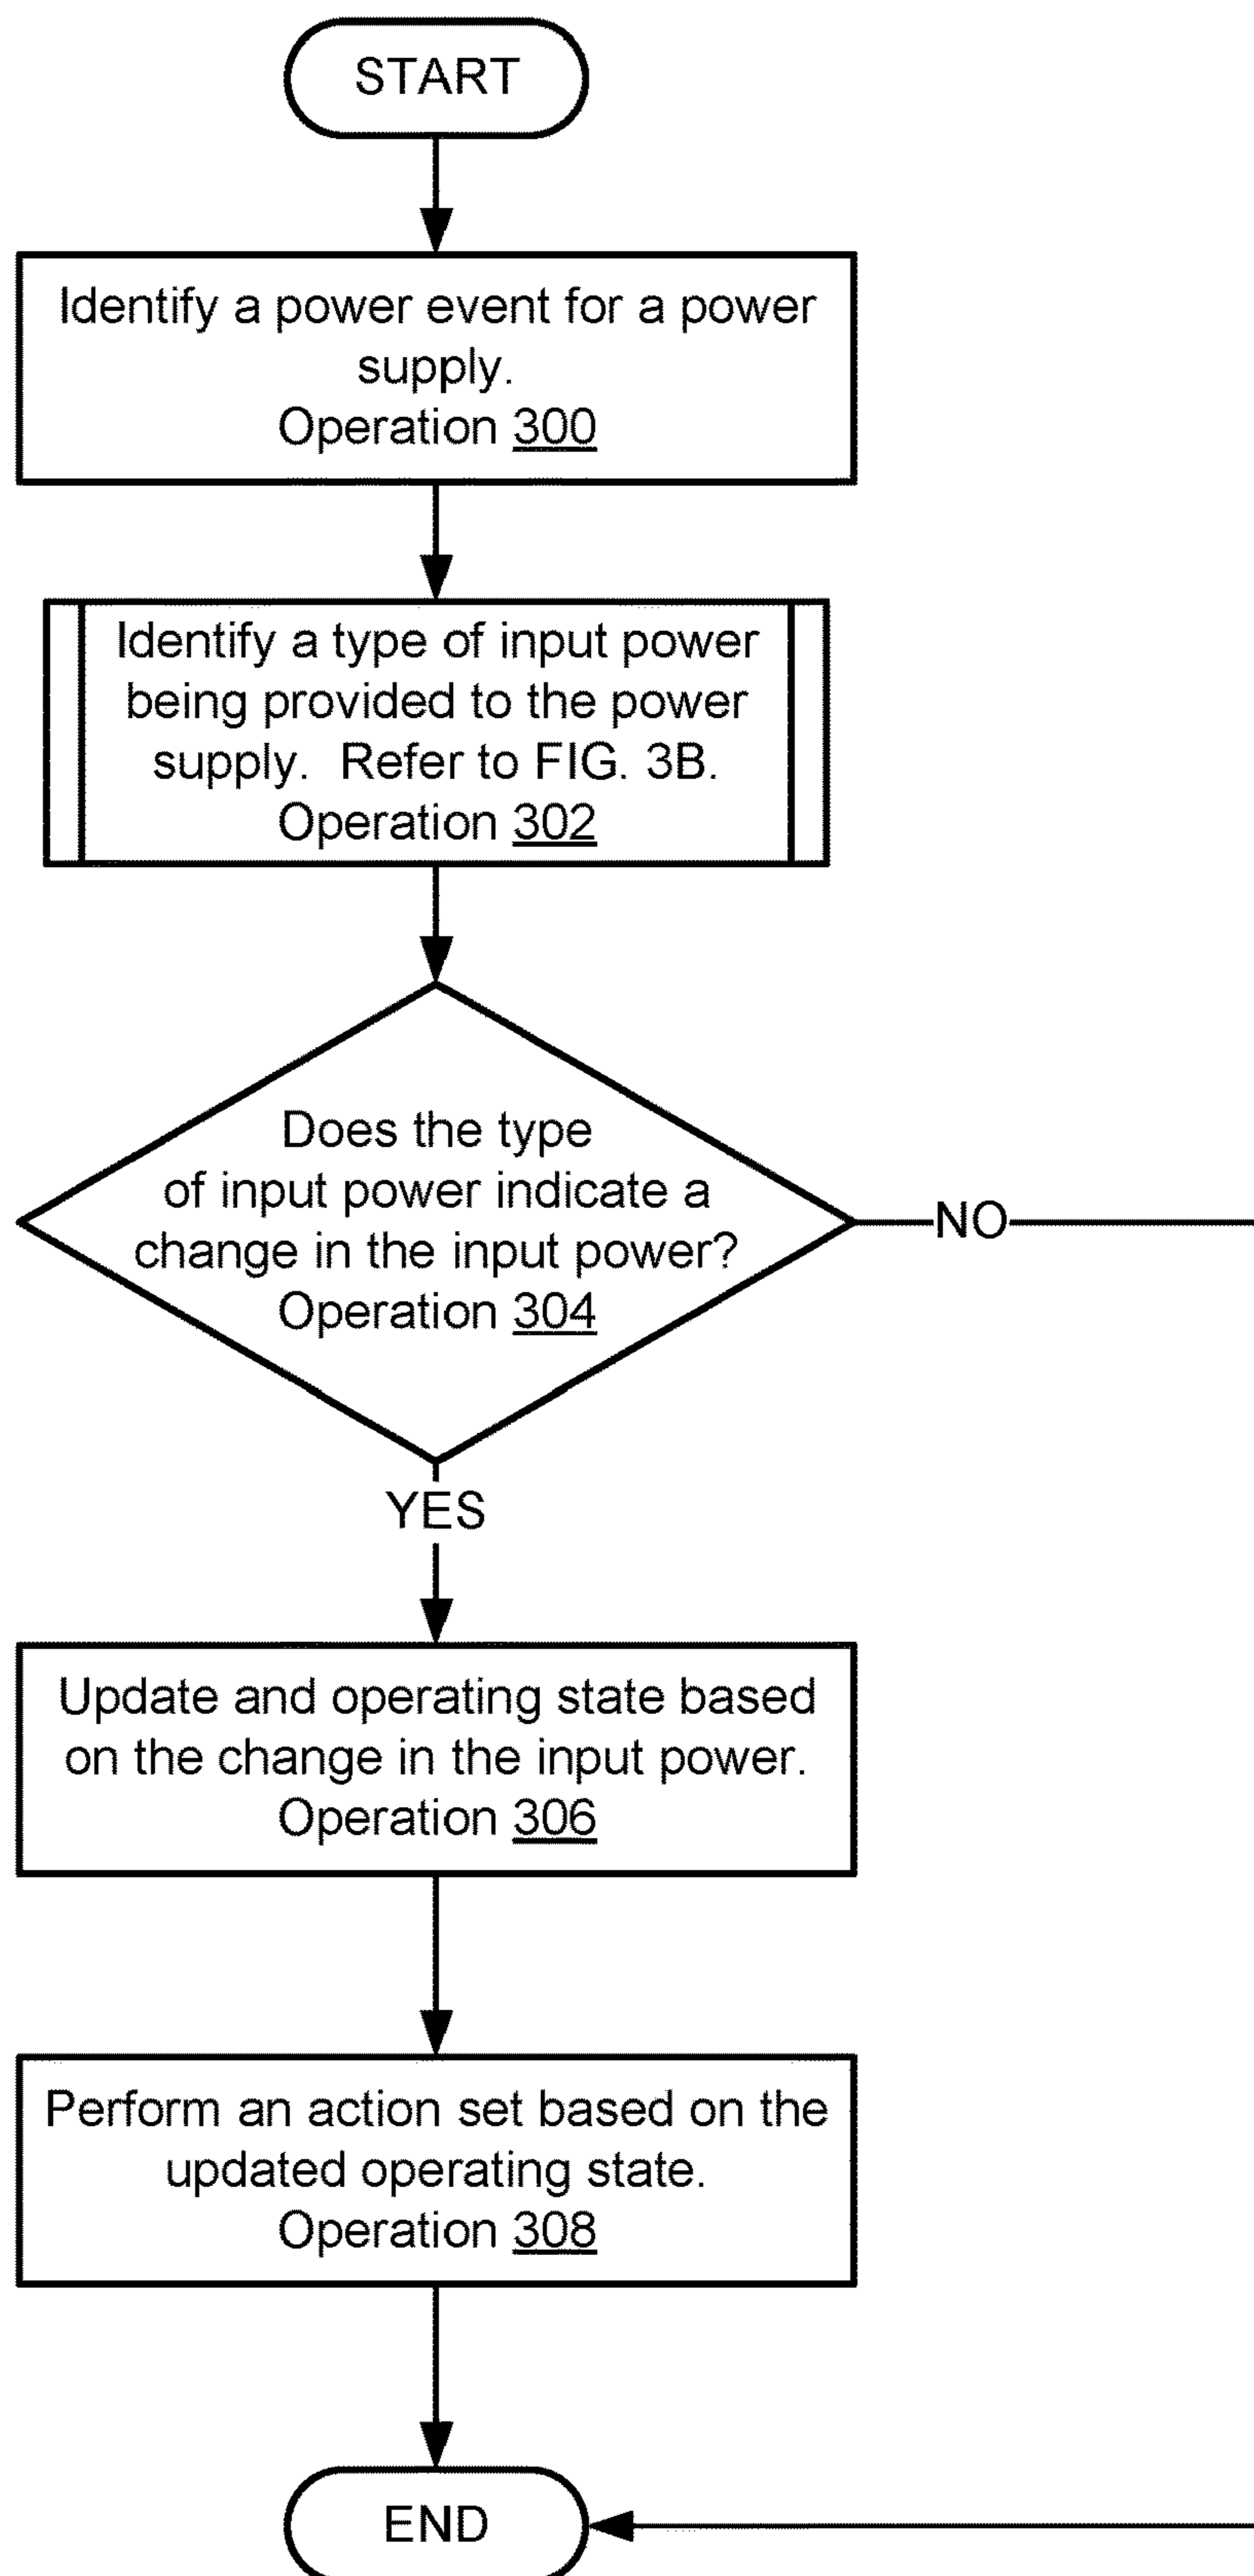 START
Identify a power event for a power
supply.
Operation 300
Identify a type of input power
being provided to the power
supply.  Refer to FIG. 3B.
Operation 302
Does the type
of input power indicate a
change in the input power?
Operation 304
NO
YES
Update and operating state based
on the change in the input power.
Operation 306
Perform an action set based on the
updated operating state.
Operation 308
END